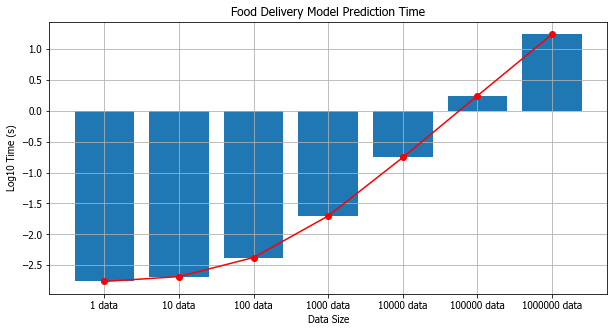 Food Delivery Model Prediction Time
Log10 Time (s)
1.0
0.5
0.0
−0.5
−1.0
−1.5
−2.0
−2.5
1 data
10 data
100 data
1000 data
10000 data
100000 data
1000000 data
Data Size